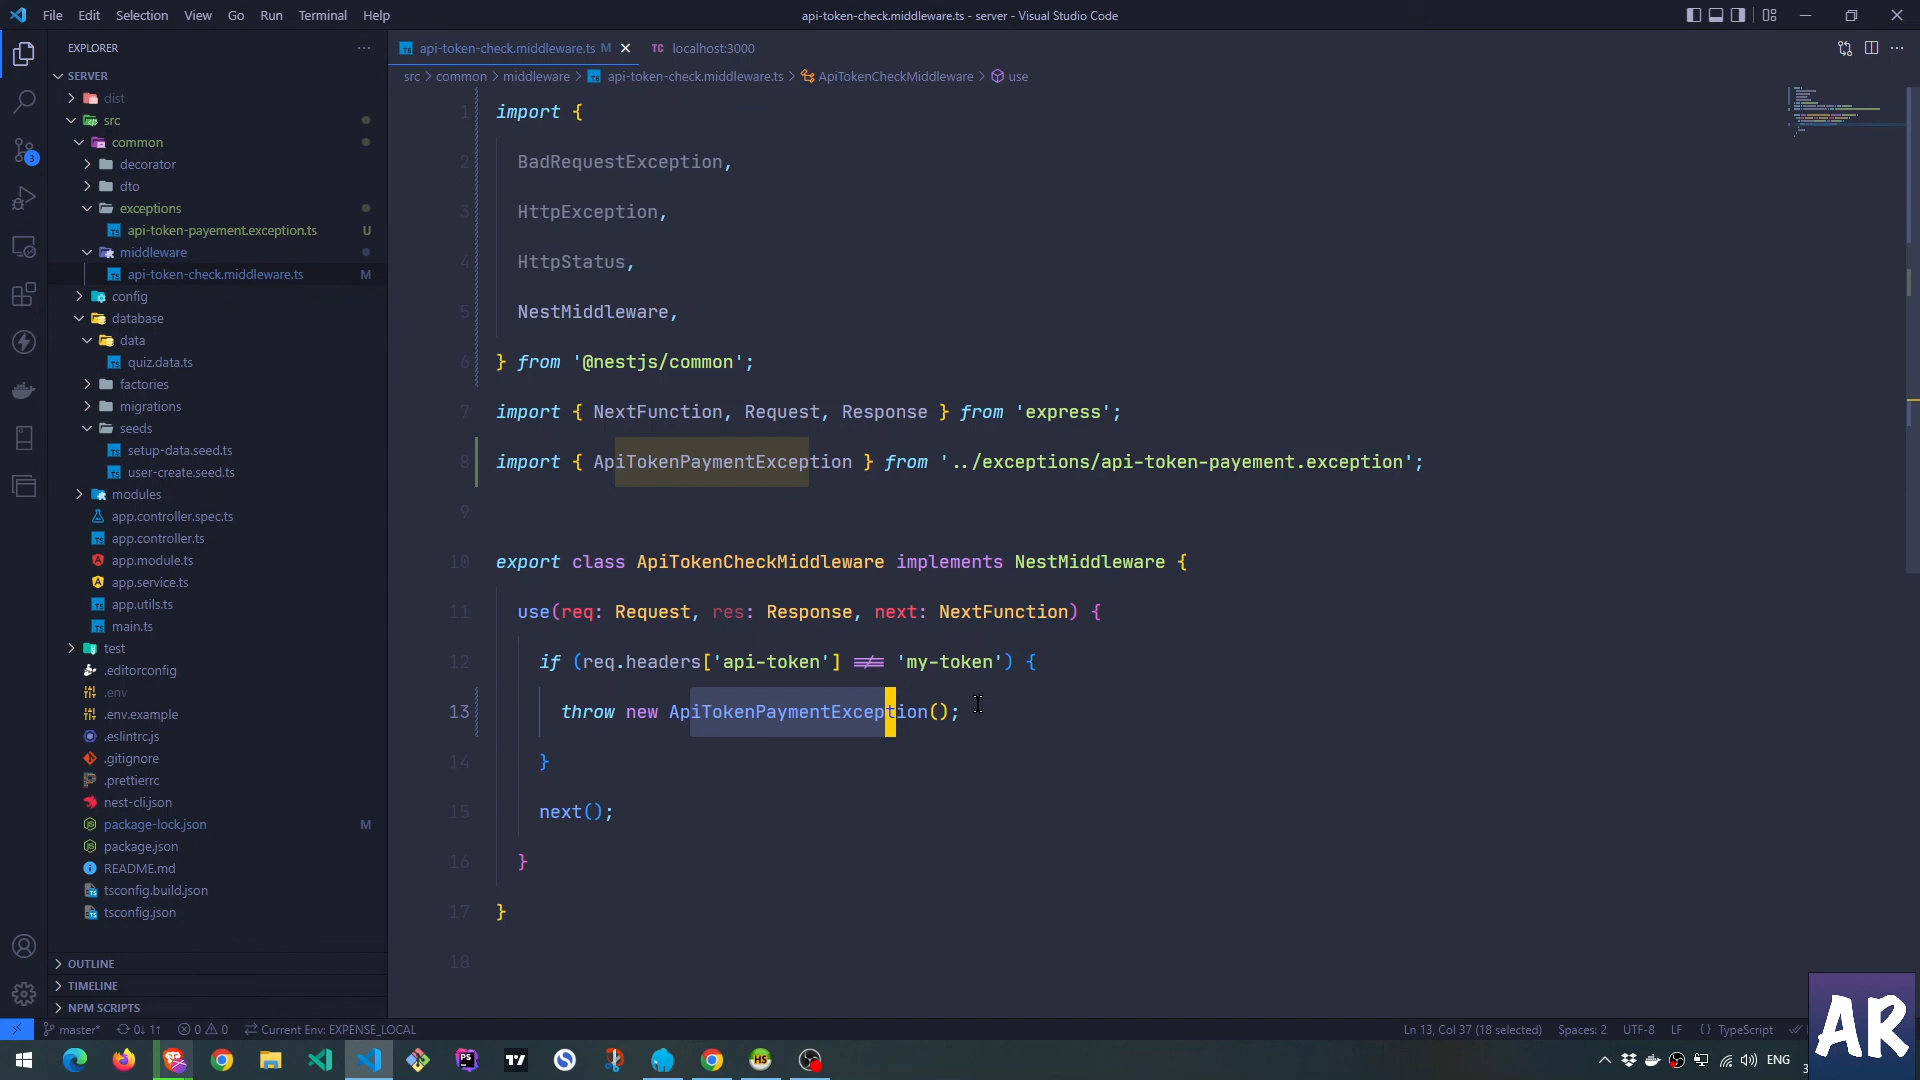 File Edit Selection View Go Run Terminal Help
api-token-check.middleware.ts - server - Visual Studio Code
EXPLORER
SERVER
dist
src
common
decorator
dto
exceptions
api-token-payement.exception.ts U
middleware
api-token-check.middleware.ts M
config
database
data
quiz.data.ts
factories
migrations
seeds
setup-data.seed.ts
user-create.seed.ts
modules
app.controller.spec.ts
app.controller.ts
app.module.ts
app.service.ts
app.utils.ts
main.ts
test
.editorconfig
.env
.env.example
.eslintrc.js
.gitignore
.prettierrc
nest-cli.json
package-lock.json M
package.json
README.md
tsconfig.build.json
tsconfig.json
OUTLINE
TIMELINE
NPM SCRIPTS
3
api-token-check.middleware.ts M
localhost:3000
src > common > middleware > api-token-check.middleware.ts > ApiTokenCheckMiddleware > use
1 import {
2 BadRequestException,
3 HttpException,
4 HttpStatus,
5 NestMiddleware,
6 } from '@nestjs/common';
7 import { NextFunction, Request, Response } from 'express';
8 import { ApiTokenPaymentException } from '../exceptions/api-token-payement.exception';
9
10 export class ApiTokenCheckMiddleware implements NestMiddleware {
11 use(req: Request, res: Response, next: NextFunction) {
12 if (req.headers['api-token'] !== 'my-token') {
13 throw new ApiTokenPaymentException();
14 }
15 next();
16 }
17 }
18
master* 0↓ 1↑ 0 0 Current Env: EXPENSE_LOCAL
Ln 13, Col 37 (18 selected) Spaces: 2 UTF-8 LF { } TypeScript
AR
PS
HS
ENG